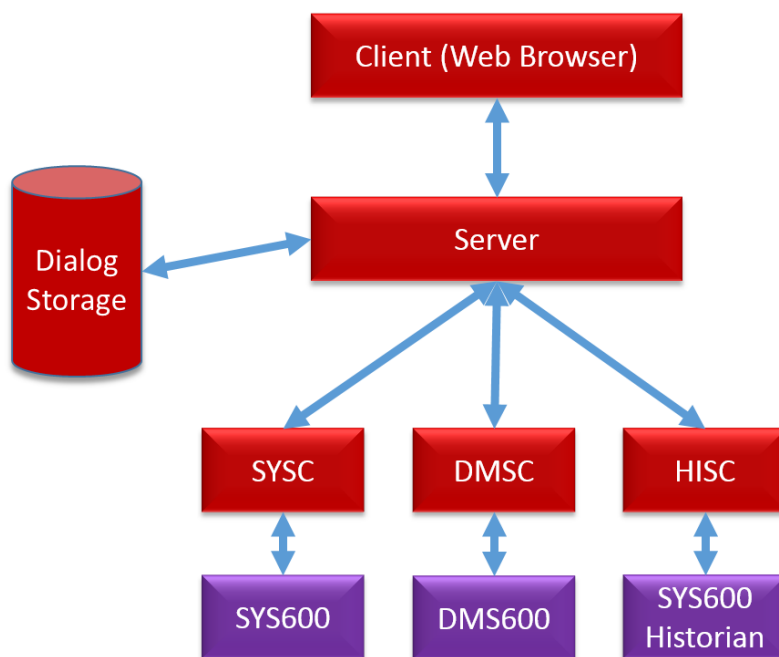 Client (Web Browser)
Server
Dialog
Storage
SYSC
DMSC
HISC
SYS600
DMS600
SYS600
Historian